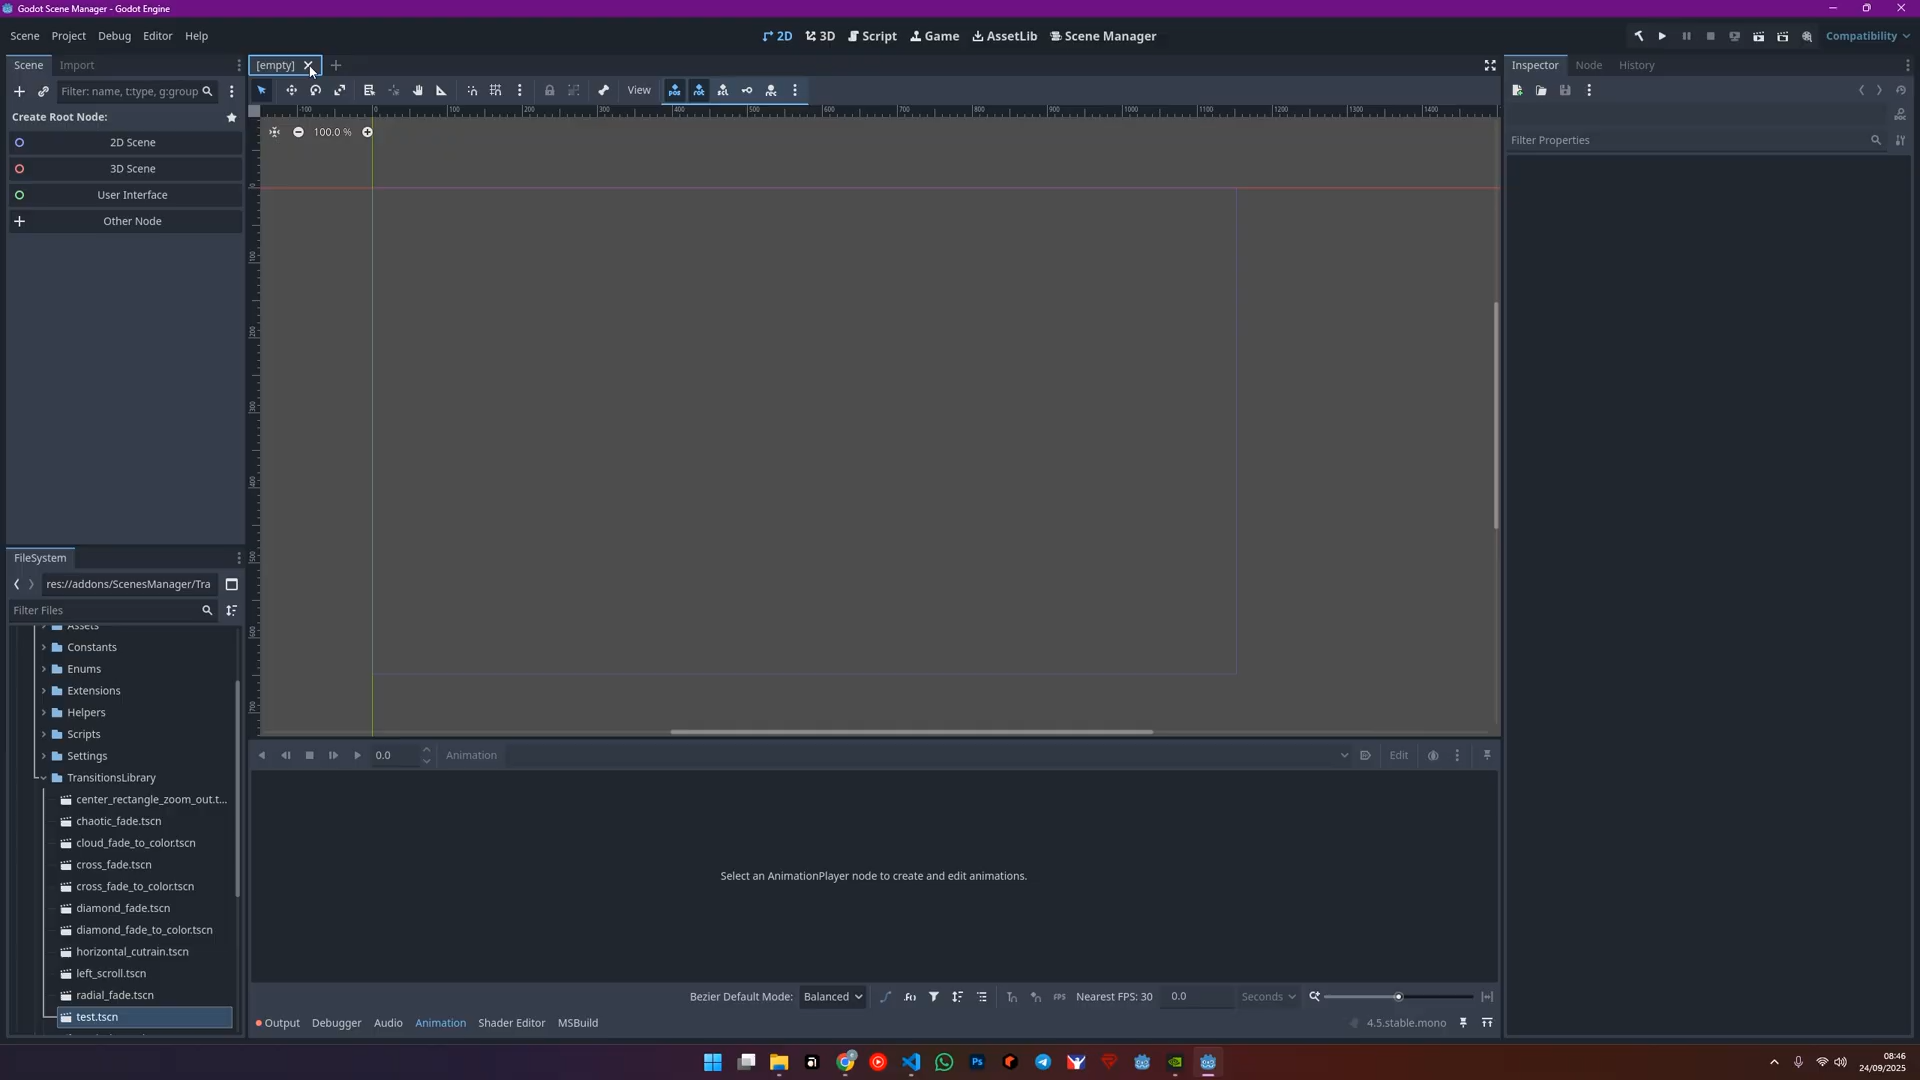 Godot Scene Manager - Godot Engine
Scene Project Debug Editor Help
2D 3D Script Game AssetLib Scene Manager
Compatibility
Scene Import
[empty]
Inspector Node History
Filter: name, t:type, g:group
View
Create Root Node:
100.0 %
Filter Properties
2D Scene
3D Scene
User Interface
Other Node
FileSystem
res://addons/ScenesManager/Tra
Filter Files
Assets
Constants
Enums
Extensions
Helpers
Scripts
Settings
TransitionsLibrary
center_rectangle_zoom_out.t...
chaotic_fade.tscn
cloud_fade_to_color.tscn
cross_fade.tscn
cross_fade_to_color.tscn
diamond_fade.tscn
diamond_fade_to_color.tscn
horizontal_cutrain.tscn
left_scroll.tscn
radial_fade.tscn
test.tscn
0.0 Animation Edit
Select an AnimationPlayer node to create and edit animations.
Bezier Default Mode: Balanced Nearest FPS: 30 0.0 Seconds
Output Debugger Audio Animation Shader Editor MSBuild 4.5.stable.mono
08:46
24/09/2025